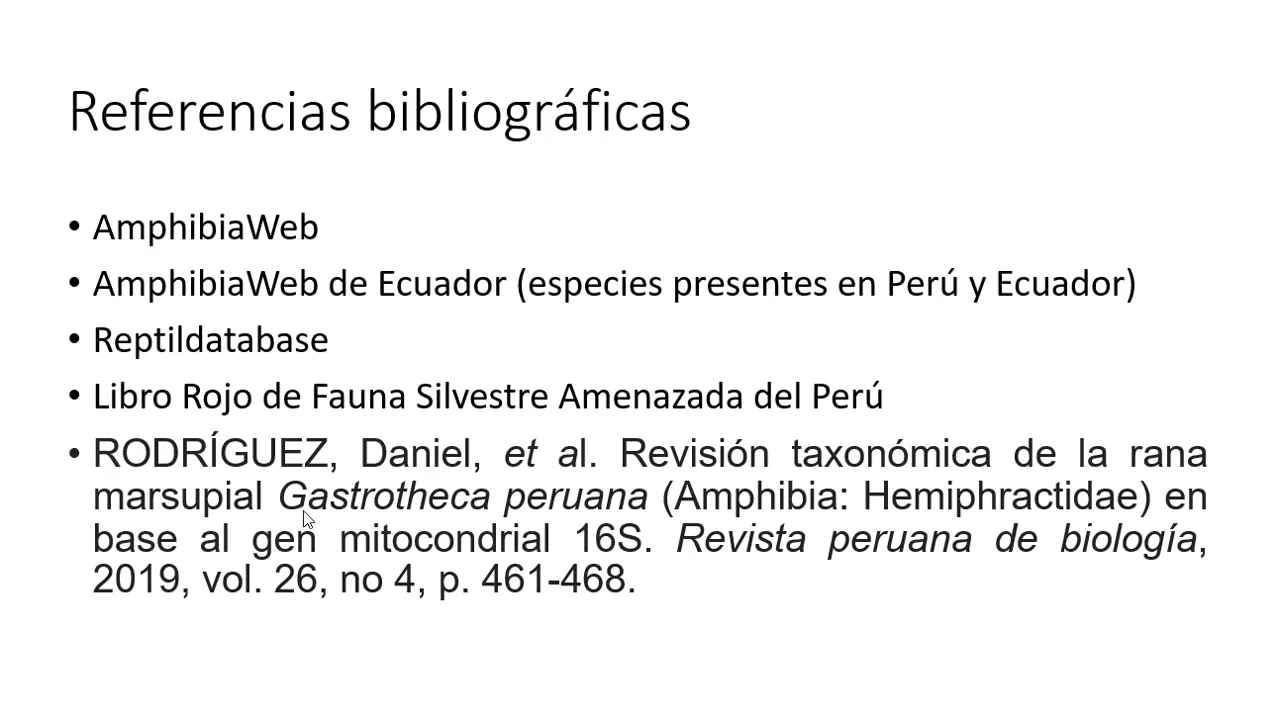 Referencias bibliográficas
• AmphibiaWeb
• AmphibiaWeb de Ecuador (especies presentes en Perú y Ecuador)
• Reptildatabase
• Libro Rojo de Fauna Silvestre Amenazada del Perú
• RODRÍGUEZ, Daniel, et al. Revisión taxonómica de la rana
marsupial Gastrotheca peruana (Amphibia: Hemiphractidae) en
base al gen mitocondrial 16S. Revista peruana de biología,
2019, vol. 26, no 4, p. 461-468.